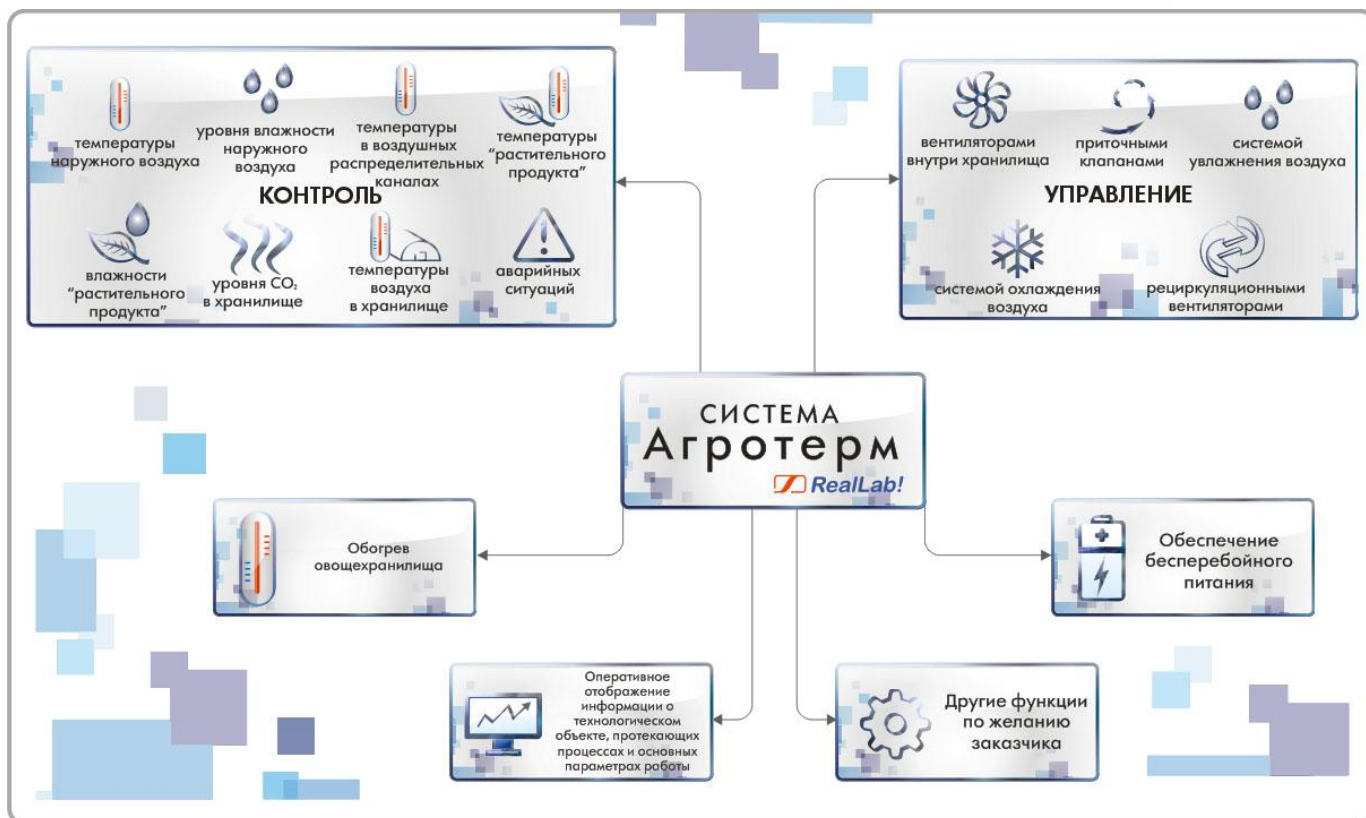 температуры
наружного воздуха
уровня влажности
наружного
воздуха
температуры
в воздушных
распределительных
каналах
температуры
“растительного
продукта”
КОНТРОЛЬ
влажности
“растительного
продукта”
уровня CO₂
в хранилище
температуры
воздуха
в хранилище
аварийных
ситуаций
вентиляторами
внутри хранилища
приточными
клапанами
системой
увлажнения воздуха
УПРАВЛЕНИЕ
системой охлаждения
воздуха
рециркуляционными
вентиляторами
СИСТЕМА
Агротерм
RealLab!
Обогрев
овощехранилища
Обеспечение
бесперебойного
питания
Оперативное
отображение
информации о
технологическом
объекте, протекающих
процессах и основных
параметрах работы
Другие функции
по желанию
заказчика